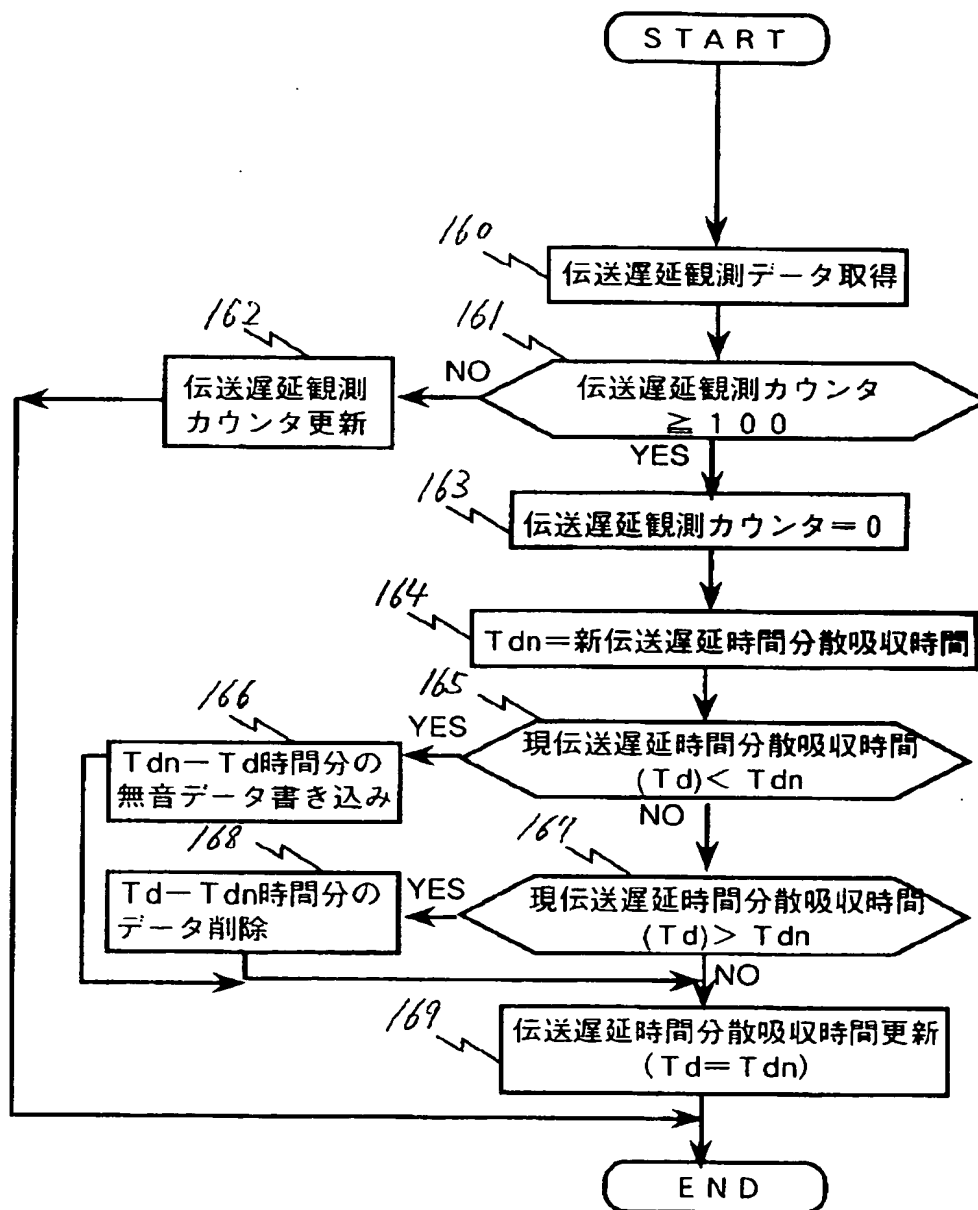 START
160
伝送遅延観測データ取得
162
161
伝送遅延観測
カウンタ更新
NO
伝送遅延観測カウンタ
≧100
YES
163
伝送遅延観測カウンタ=0
164
Tdn=新伝送遅延時間分散吸収時間
166
165
Tdn-Td時間分の
無音データ書き込み
YES
現伝送遅延時間分散吸収時間
(Td)<Tdn
NO
168
167
Td-Tdn時間分の
データ削除
YES
現伝送遅延時間分散吸収時間
(Td)>Tdn
NO
169
伝送遅延時間分散吸収時間更新
(Td=Tdn)
END